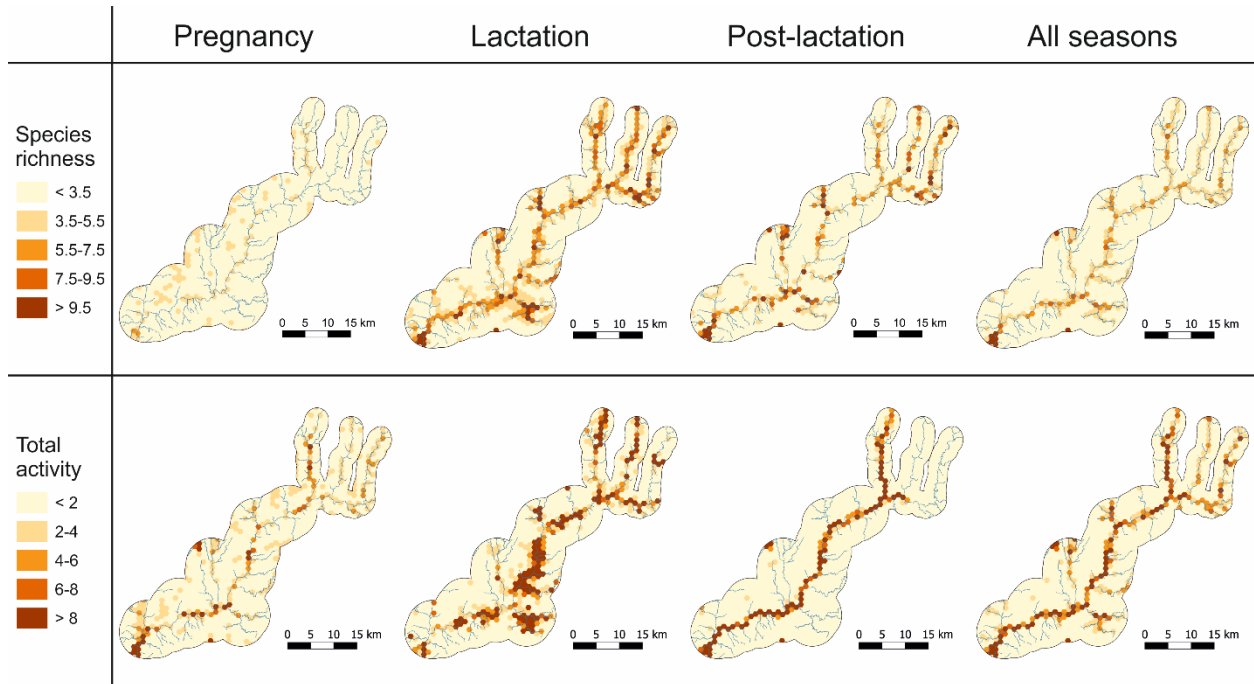 Pregnancy Lactation Post-lactation All seasons
Species
richness
< 3.5
3.5-5.5
5.5-7.5
7.5-9.5
> 9.5
0 5 10 15 km
0 5 10 15 km
0 5 10 15 km
0 5 10 15 km
Total
activity
< 2
2-4
4-6
6-8
> 8
0 5 10 15 km
0 5 10 15 km
0 5 10 15 km
0 5 10 15 km